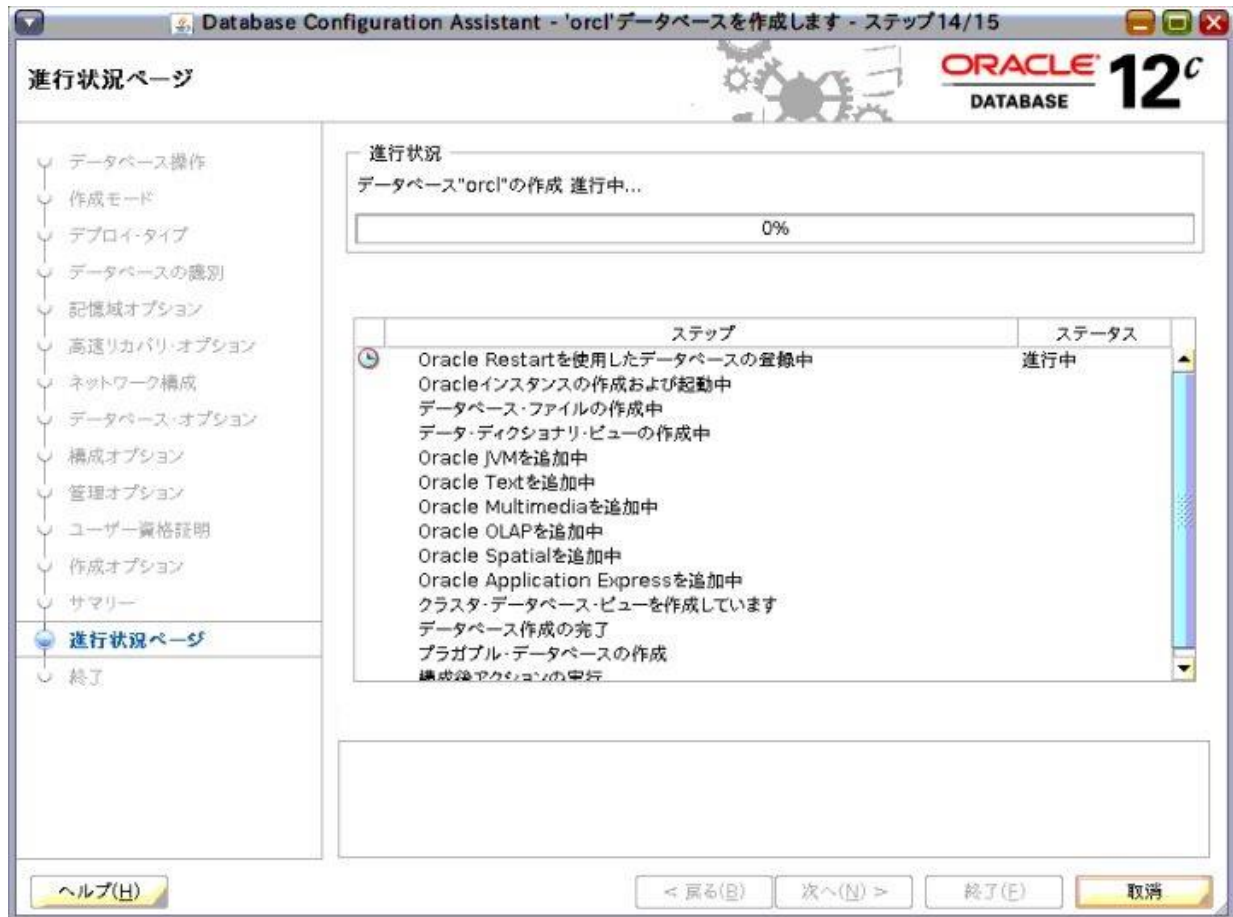 Database Configuration Assistant - 'orcl'データベースを作成します - ステップ14/15
進行状況ページ
ORACLE
DATABASE
12c
データベース操作
作成モード
デプロイ・タイプ
データベースの識別
記憶域オプション
高速リカバリ・オプション
ネットワーク構成
データベース・オプション
構成オプション
管理オプション
ユーザー資格証明
作成オプション
サマリー
進行状況ページ
終了
進行状況
データベース"orcl"の作成 進行中...
0%
ステップ ステータス
Oracle Restartを使用したデータベースの登録中 進行中
Oracleインスタンスの作成および起動中
データベース・ファイルの作成中
データ・ディクショナリ・ビューの作成中
Oracle JVMを追加中
Oracle Textを追加中
Oracle Multimediaを追加中
Oracle OLAPを追加中
Oracle Spatialを追加中
Oracle Application Expressを追加中
クラスタ・データベース・ビューを作成しています
データベース作成の完了
プラガブル・データベースの作成
構成後アクションの実行
ヘルプ(H)
< 戻る(B)
次へ(N) >
終了(F)
取消